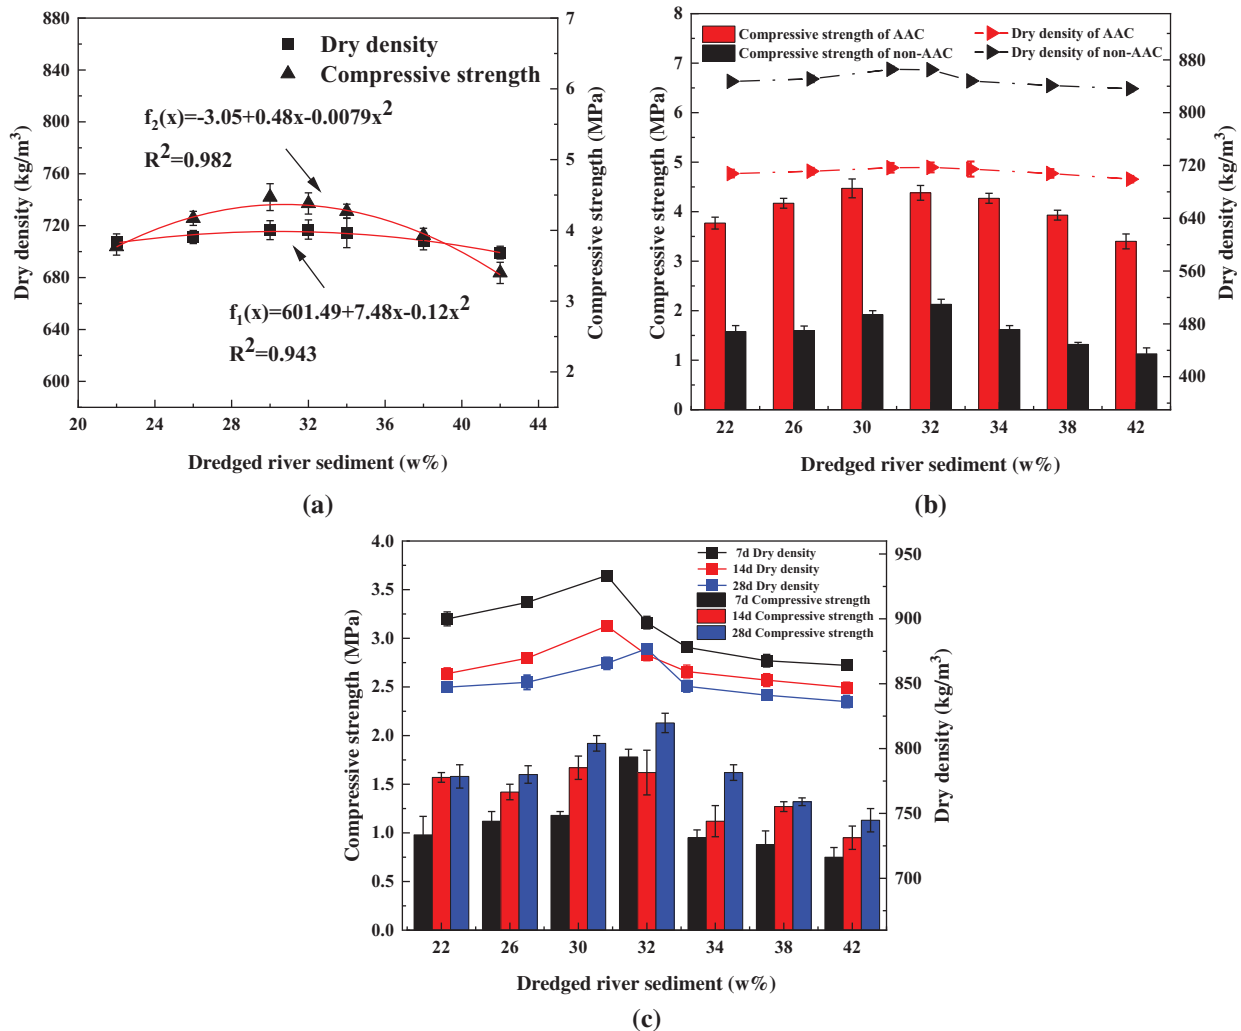 880
840
800
760
720
680
640
600
Dry density (kg/m³)
7
6
5
4
3
2
Compressive strength (MPa)
Dry density
Compressive strength
f₂(x)=-3.05+0.48x-0.0079x²
R²=0.982
f₁(x)=601.49+7.48x-0.12x²
R²=0.943
20 24 28 32 36 40 44
Dredged river sediment (w%)
(a)
8
7
6
5
4
3
2
1
0
Compressive strength (MPa)
Compressive strength of AAC
Compressive strength of non-AAC
Dry density of AAC
Dry density of non-AAC
880
800
720
640
560
480
400
Dry density (kg/m³)
22 26 30 32 34 38 42
Dredged river sediment (w%)
(b)
4.0
3.5
3.0
2.5
2.0
1.5
1.0
0.5
0.0
Compressive strength (MPa)
7d Dry density
14d Dry density
28d Dry density
7d Compressive strength
14d Compressive strength
28d Compressive strength
950
900
850
800
750
700
Dry density (kg/m³)
22 26 30 32 34 38 42
Dredged river sediment (w%)
(c)